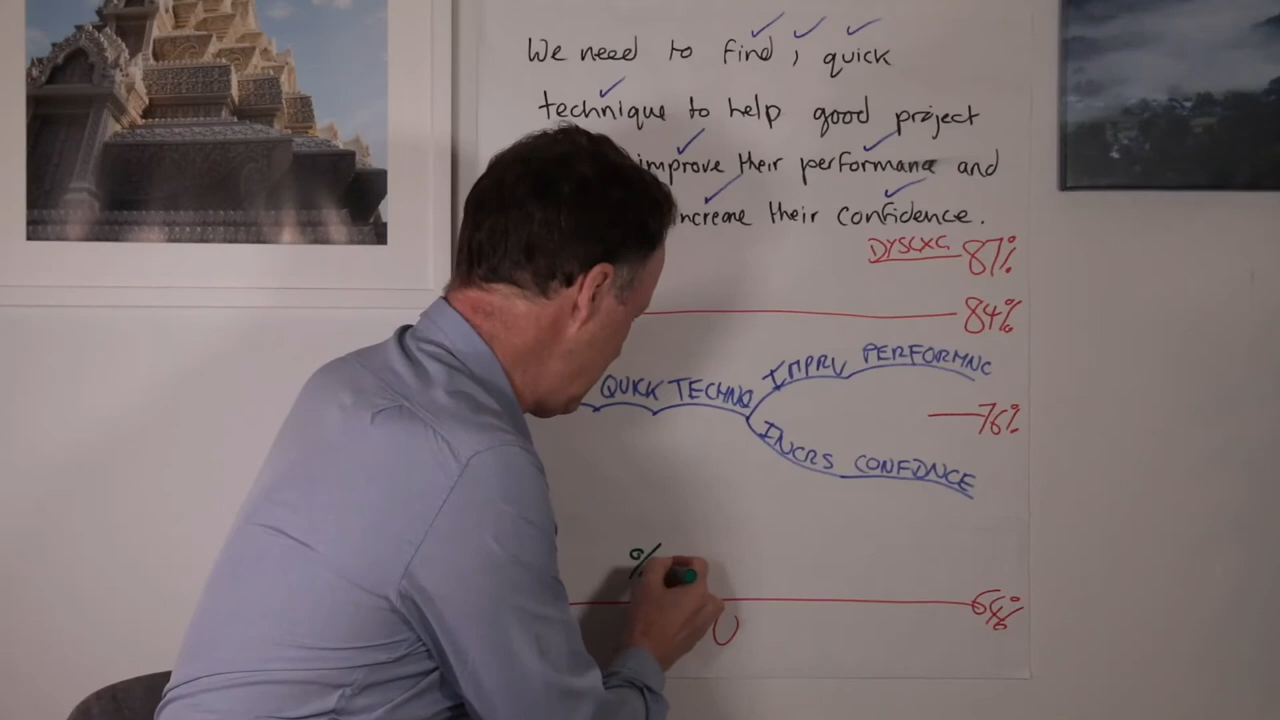 We need to find , quick
technique to help good project
improve their performance and
increase their confidence.
DYSLXC 87%
84%
QUICK TECHNQ IMPRV PERFORMNC
76%
INCRS CONFDNCE
%
64%